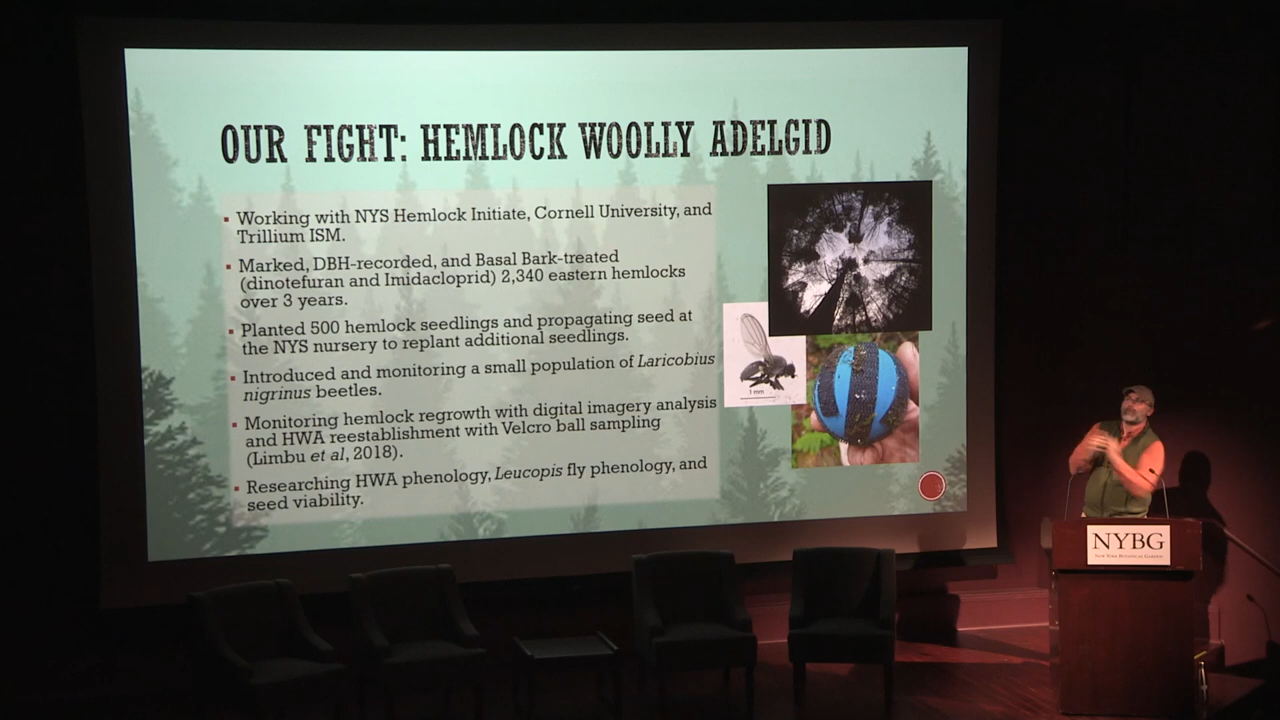 OUR FIGHT: HEMLOCK WOOLLY ADELGID
▪ Working with NYS Hemlock Initiate, Cornell University, and
Trillium ISM.
▪ Marked, DBH-recorded, and Basal Bark-treated
(dinotefuran and Imidacloprid) 2,340 eastern hemlocks
over 3 years.
▪ Planted 500 hemlock seedlings and propagating seed at
the NYS nursery to replant additional seedlings.
▪ Introduced and monitoring a small population of Laricobius
nigrinus beetles.
▪ Monitoring hemlock regrowth with digital imagery analysis
and HWA reestablishment with Velcro ball sampling
(Limbu et al, 2018).
▪ Researching HWA phenology, Leucopis fly phenology, and
seed viability.
1 mm
NYBG
NEW YORK BOTANICAL GARDEN